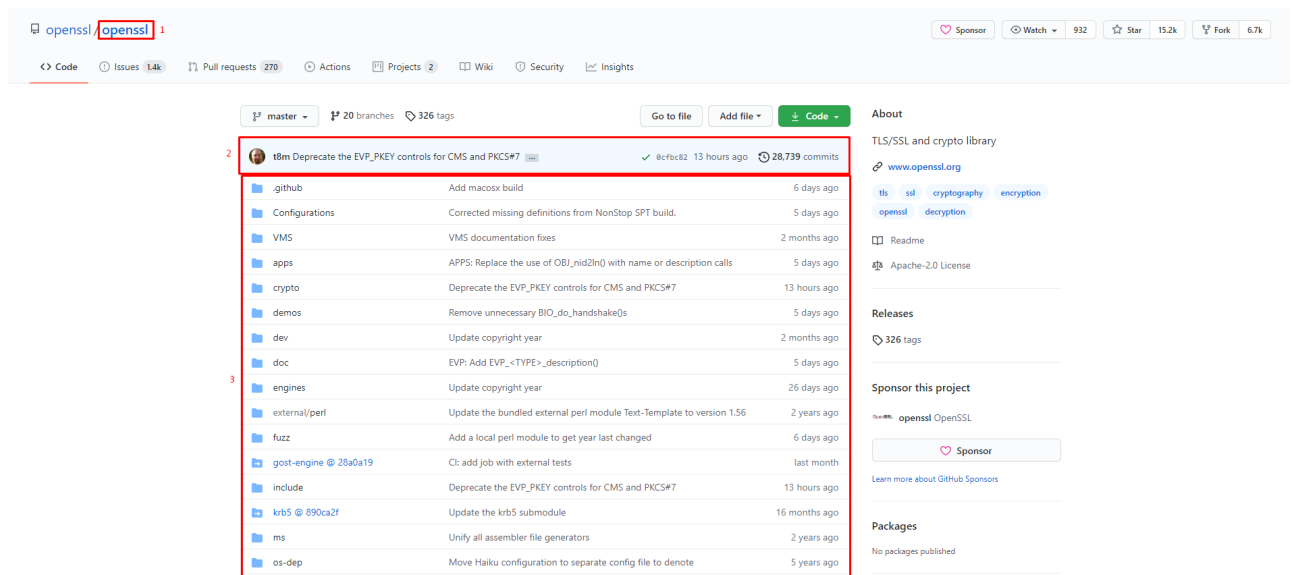 openssl / openssl 1
Sponsor Watch 932 Star 15.2k Fork 6.7k
Code Issues 1.4k Pull requests 270 Actions Projects 2 Wiki Security Insights
master 20 branches 326 tags Go to file Add file Code
2 t8m Deprecate the EVP_PKEY controls for CMS and PKCS#7 ... 0cfbc82 13 hours ago 28,739 commits
3
.github Add macosx build 6 days ago
Configurations Corrected missing definitions from NonStop SPT build. 5 days ago
VMS VMS documentation fixes 2 months ago
apps APPS: Replace the use of OBJ_nid2ln() with name or description calls 5 days ago
crypto Deprecate the EVP_PKEY controls for CMS and PKCS#7 13 hours ago
demos Remove unnecessary BIO_do_handshake()s 5 days ago
dev Update copyright year 2 months ago
doc EVP: Add EVP_<TYPE>_description() 5 days ago
engines Update copyright year 26 days ago
external/perl Update the bundled external perl module Text-Template to version 1.56 2 years ago
fuzz Add a local perl module to get year last changed 6 days ago
gost-engine @ 28a0a19 CI: add job with external tests last month
include Deprecate the EVP_PKEY controls for CMS and PKCS#7 13 hours ago
krb5 @ 890ca2f Update the krb5 submodule 16 months ago
ms Unify all assembler file generators 2 years ago
os-dep Move Haiku configuration to separate config file to denote 5 years ago
About
TLS/SSL and crypto library
www.openssl.org
tls ssl cryptography encryption
openssl decryption
Readme
Apache-2.0 License
Releases
326 tags
Sponsor this project
OpenSSL openssl OpenSSL
Sponsor
Learn more about GitHub Sponsors
Packages
No packages published